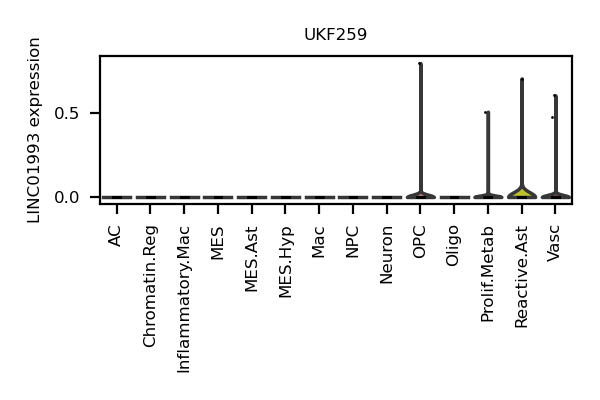 UKF259
LINC01993 expression
0.5
0.0
AC
Chromatin.Reg
Inflammatory.Mac
MES
MES.Ast
MES.Hyp
Mac
NPC
Neuron
OPC
Oligo
Prolif.Metab
Reactive.Ast
Vasc